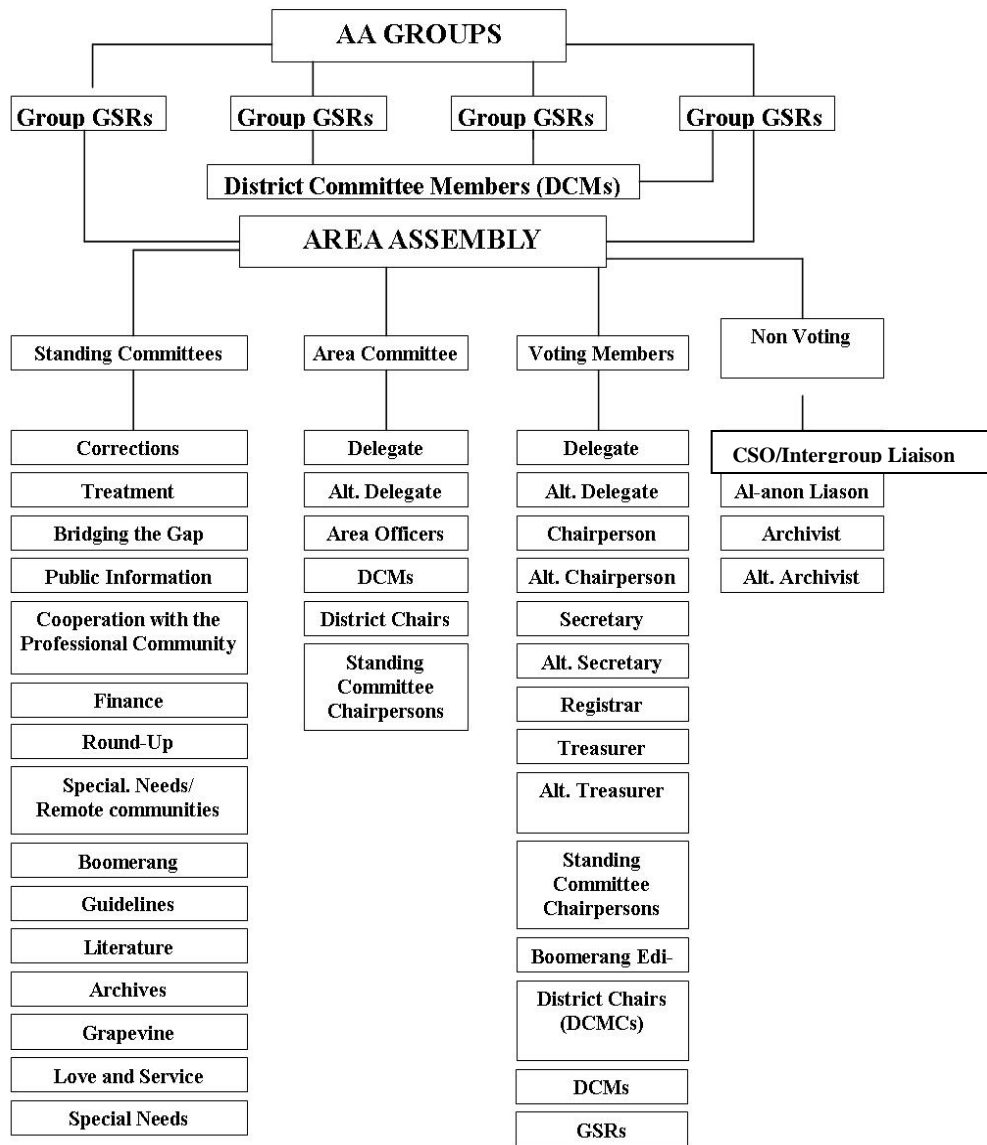 AA GROUPS
Group GSRs
Group GSRs
Group GSRs
Group GSRs
District Committee Members (DCMs)
AREA ASSEMBLY
Standing Committees
Corrections
Treatment
Bridging the Gap
Public Information
Cooperation with the
Professional Community
Finance
Round-Up
Special. Needs/
Remote communities
Boomerang
Guidelines
Literature
Archives
Grapevine
Love and Service
Special Needs
Area Committee
Delegate
Alt. Delegate
Area Officers
DCMs
District Chairs
Standing
Committee
Chairpersons
Voting Members
Delegate
Alt. Delegate
Chairperson
Alt. Chairperson
Secretary
Alt. Secretary
Registrar
Treasurer
Alt. Treasurer
Standing
Committee
Chairpersons
Boomerang Edi-
District Chairs
(DCMCs)
DCMs
GSRs
Non Voting
CSO/Intergroup Liaison
Al-anon Liason
Archivist
Alt. Archivist